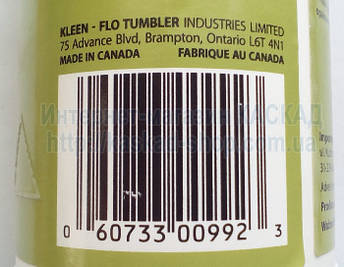 KLEEN - FLO TUMBLER INDUSTRIES LIMITED
75 Advance Blvd, Brampton, Ontario L6T 4N1
MADE IN CANADA FABRIQUE AU CANADA
Интернет-магазин КАСКАД
http://kaskad-shop.com.ua
0 60733 00992 3